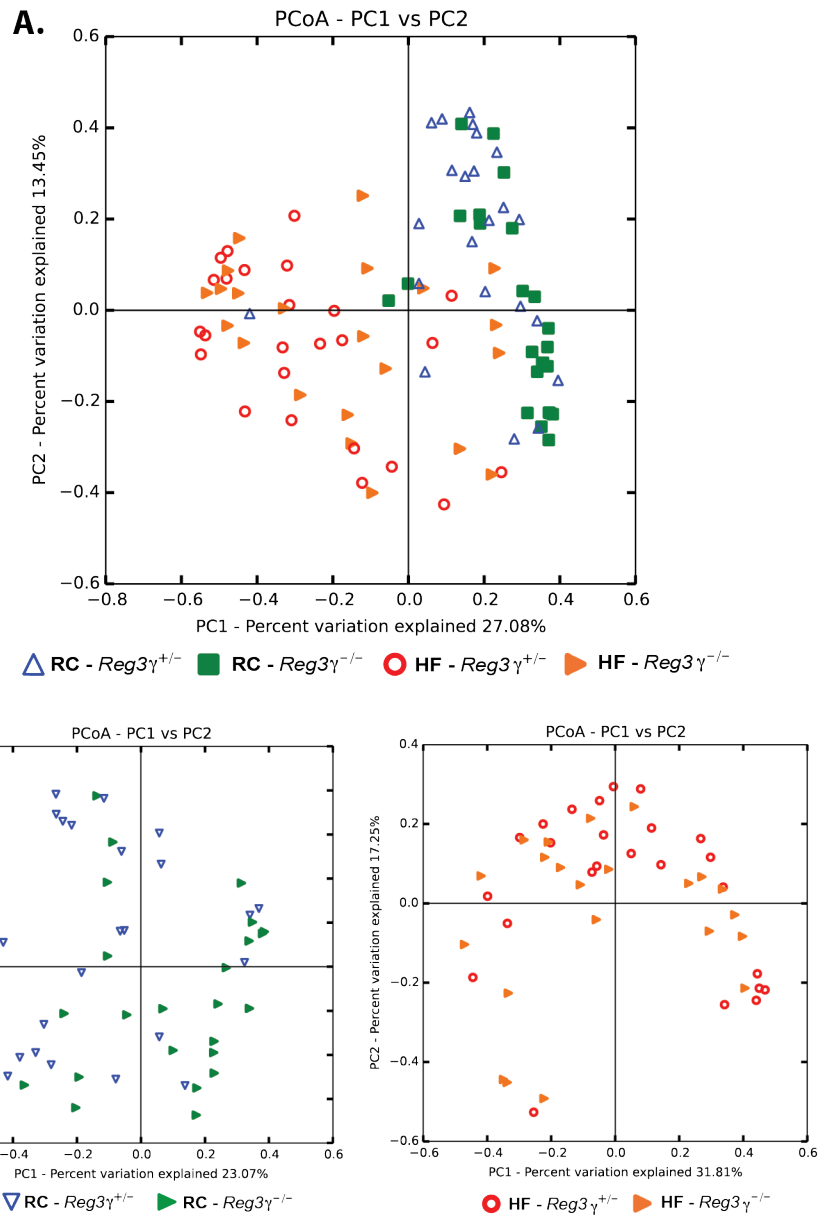 A.
PCoA - PC1 vs PC2
0.6
0.4
0.2
0.0
−0.2
−0.4
−0.6
PC2 - Percent variation explained 13.45%
−0.8 −0.6 −0.4 −0.2 0.0 0.2 0.4 0.6
PC1 - Percent variation explained 27.08%
RC - Reg3γ+/− RC - Reg3γ−/− HF - Reg3γ+/− HF - Reg3γ−/−
PCoA - PC1 vs PC2
−0.4 −0.2 0.0 0.2 0.4 0.6
PC1 - Percent variation explained 23.07%
RC - Reg3γ+/− RC - Reg3γ−/−
PCoA - PC1 vs PC2
0.4
0.2
0.0
−0.2
−0.4
−0.6
PC2 - Percent variation explained 17.25%
−0.6 −0.4 −0.2 0.0 0.2 0.4 0.6
PC1 - Percent variation explained 31.81%
HF - Reg3γ+/− HF - Reg3γ−/−